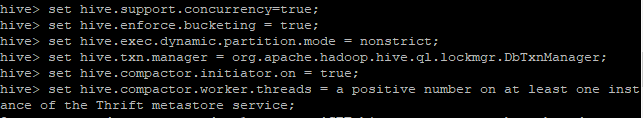 hive> set hive.support.concurrency=true;
hive> set hive.enforce.bucketing = true;
hive> set hive.exec.dynamic.partition.mode = nonstrict;
hive> set hive.txn.manager = org.apache.hadoop.hive.ql.lockmgr.DbTxnManager;
hive> set hive.compactor.initiator.on = true;
hive> set hive.compactor.worker.threads = a positive number on at least one inst
ance of the Thrift metastore service;